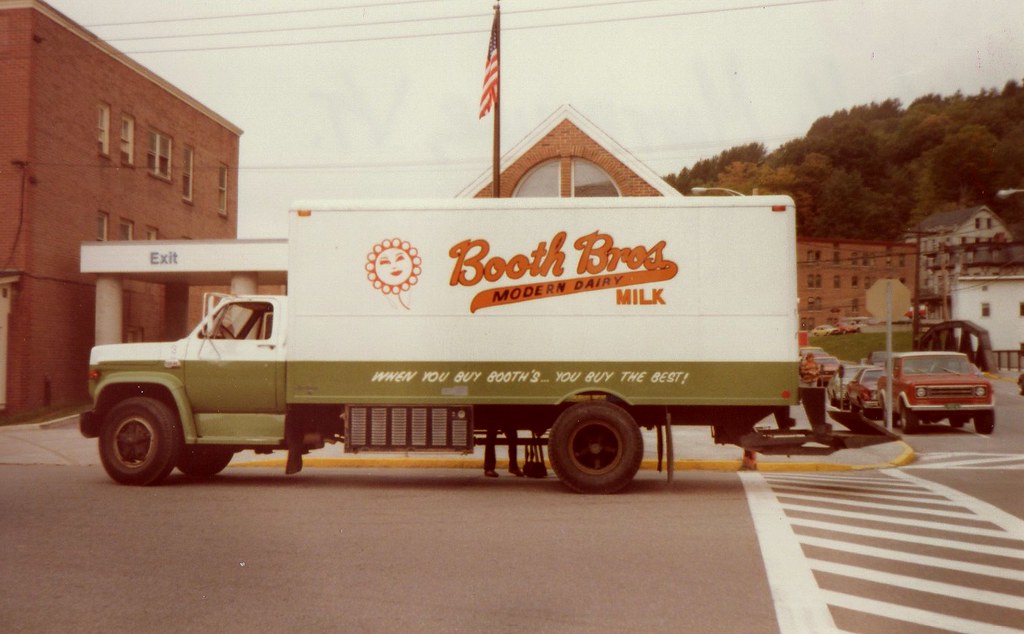 Exit
Booth Bros
MODERN DAIRY
MILK
WHEN YOU BUY BOOTH'S... YOU BUY THE BEST!